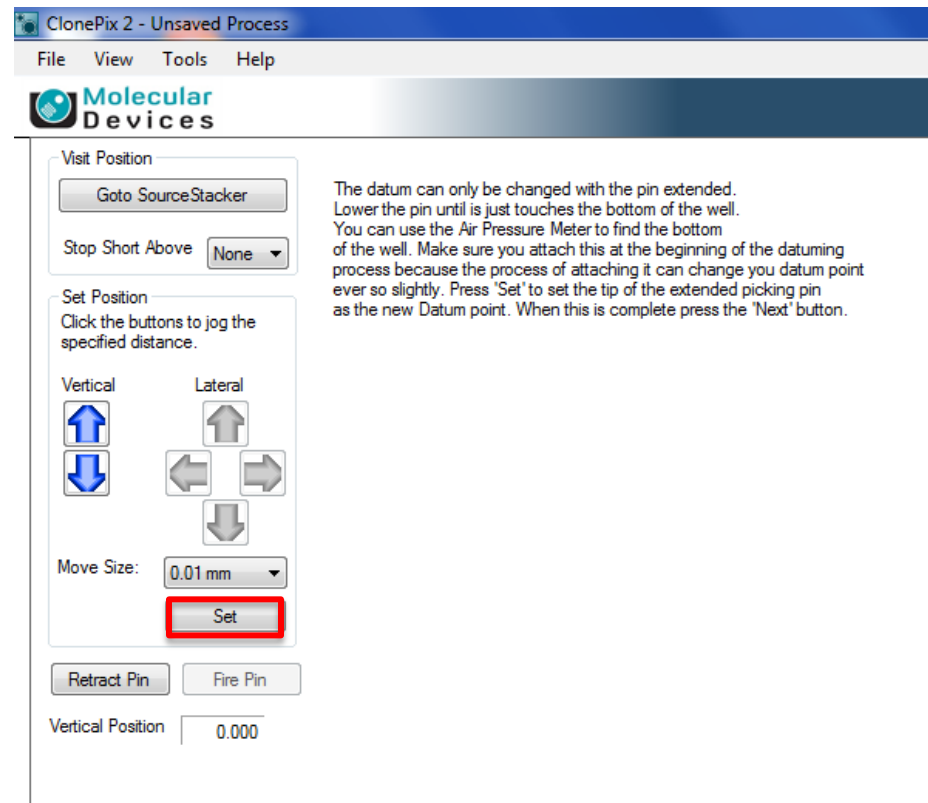 ClonePix 2 - Unsaved Process
File View Tools Help
Molecular
Devices
Visit Position
Goto SourceStacker
Stop Short Above None
Set Position
Click the buttons to jog the
specified distance.
Vertical Lateral
Move Size: 0.01 mm
Set
Retract Pin Fire Pin
Vertical Position 0.000
The datum can only be changed with the pin extended.
Lower the pin until is just touches the bottom of the well.
You can use the Air Pressure Meter to find the bottom
of the well. Make sure you attach this at the beginning of the datuming
process because the process of attaching it can change you datum point
ever so slightly. Press 'Set' to set the tip of the extended picking pin
as the new Datum point. When this is complete press the 'Next' button.